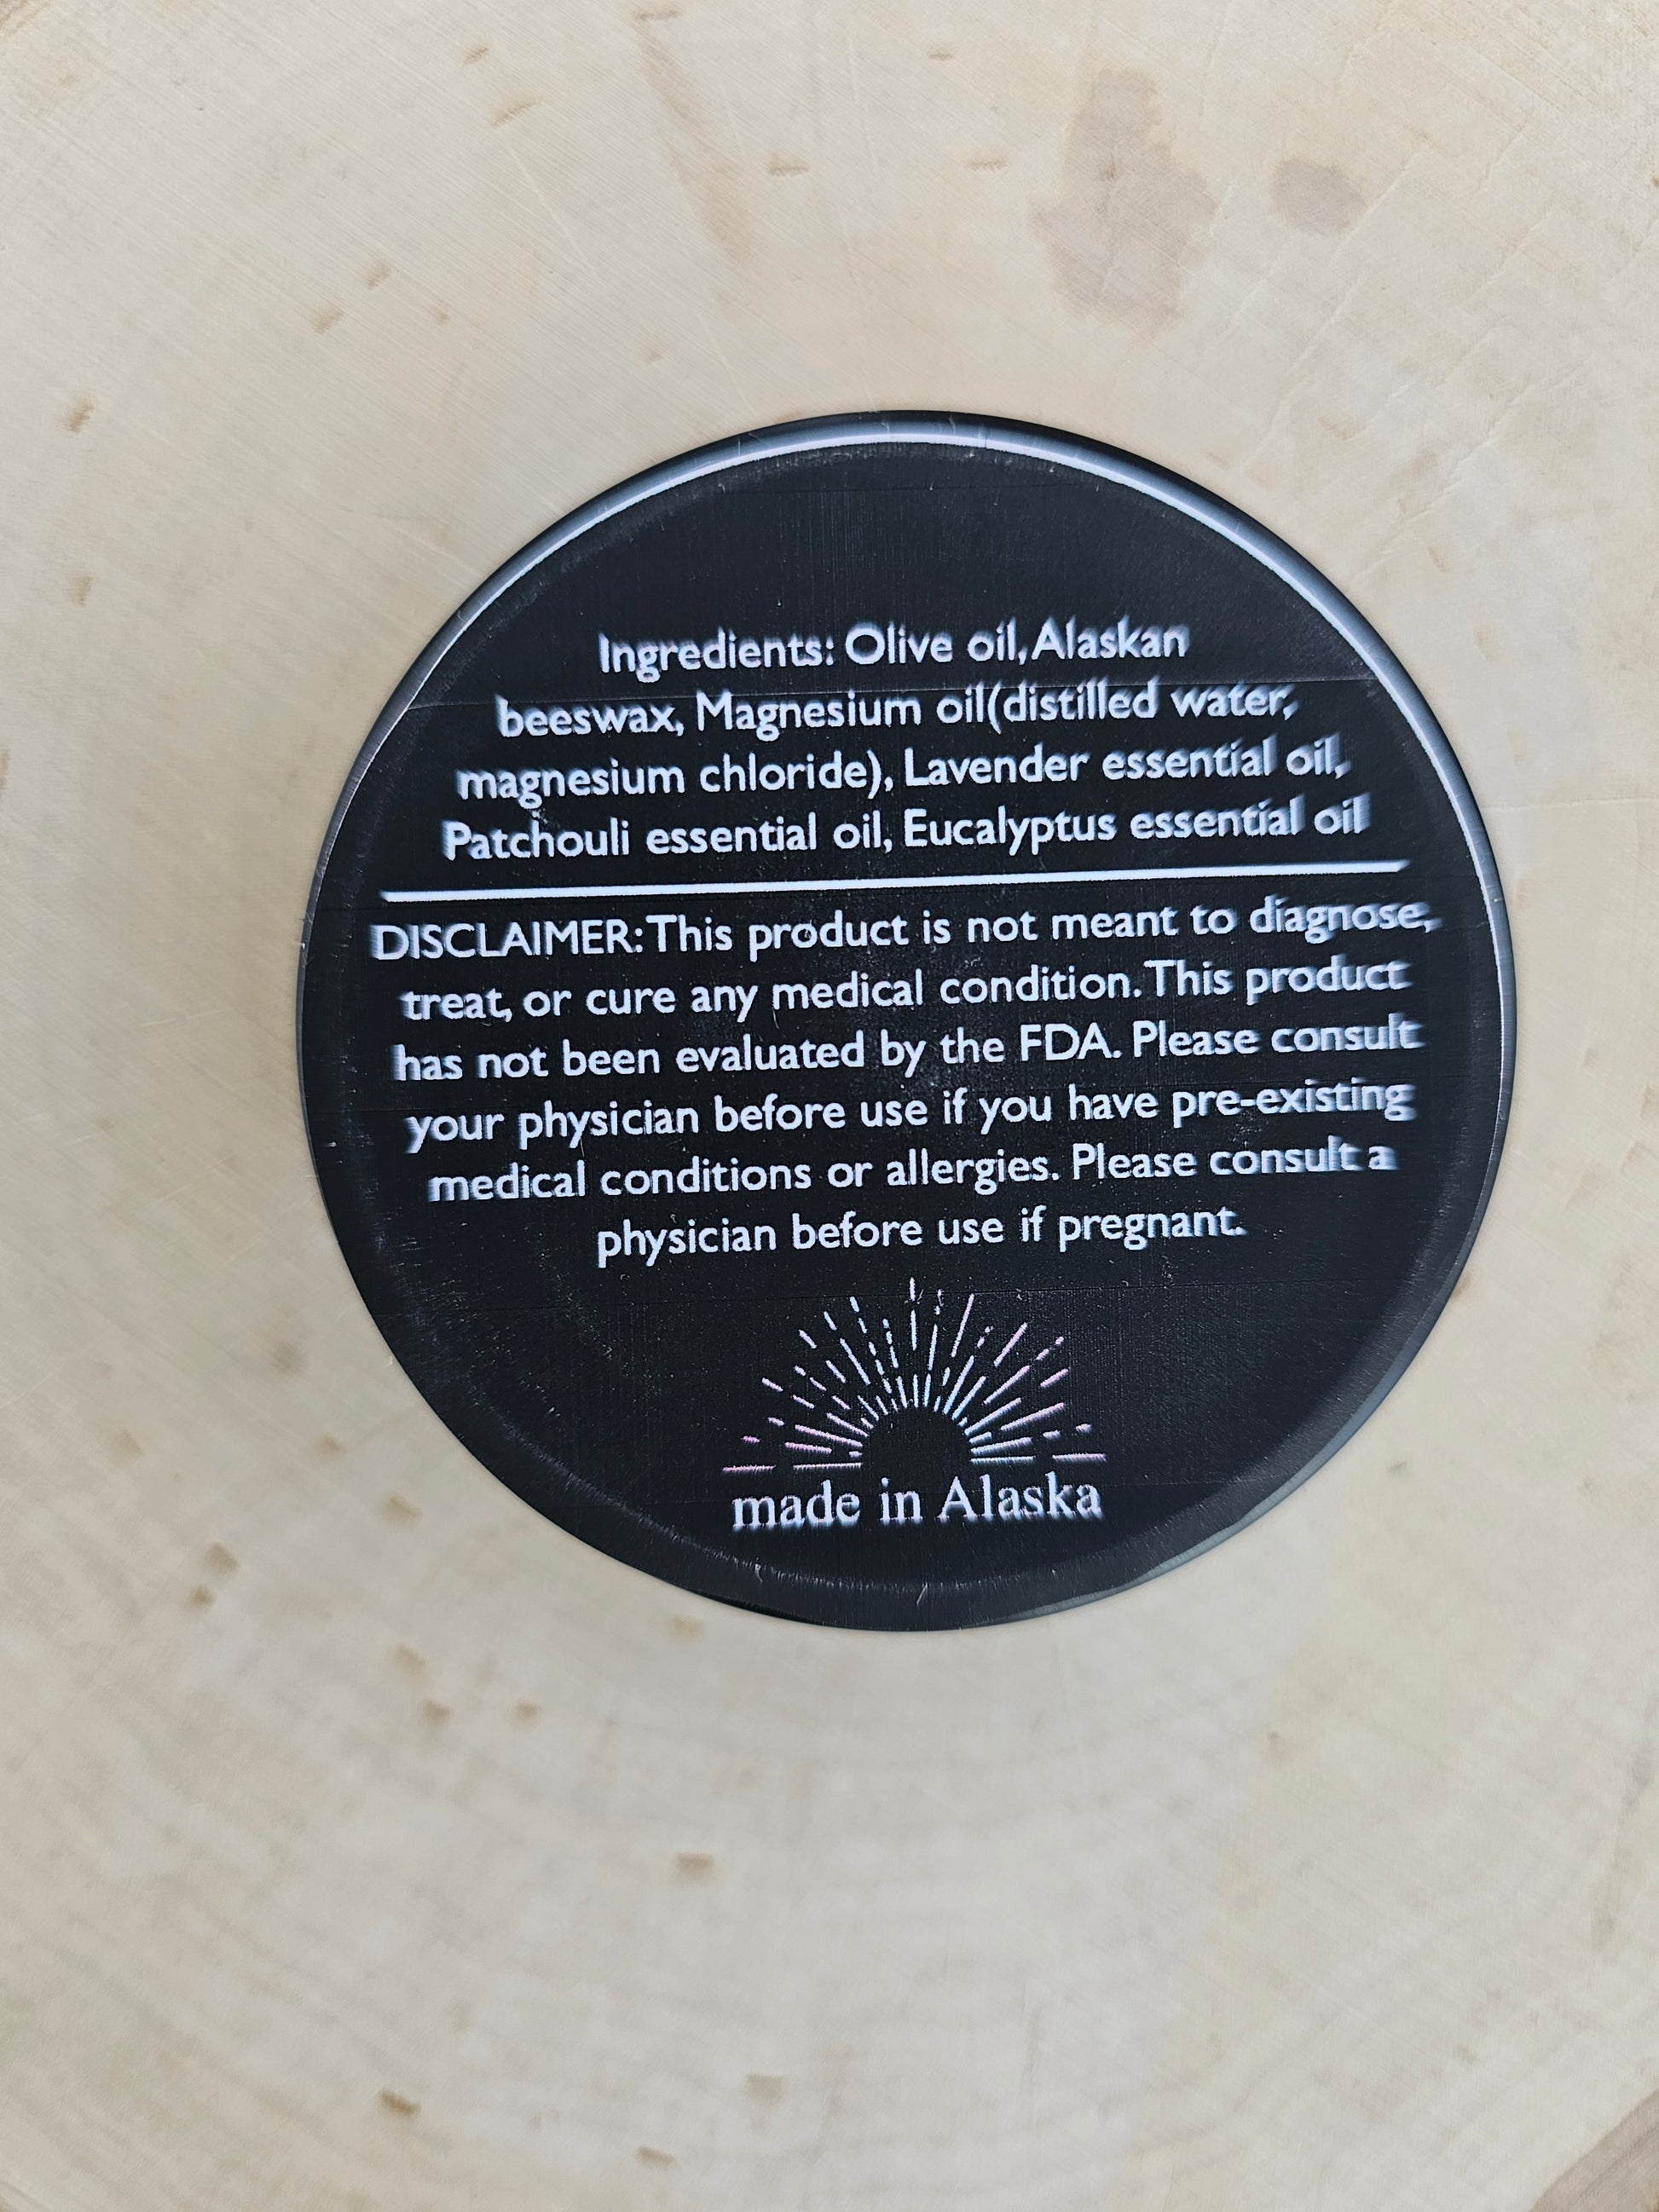 Ingredients: Olive oil, Alaskan
beeswax, Magnesium oil(distilled water,
magnesium chloride), Lavender essential oil,
Patchouli essential oil, Eucalyptus essential oil
DISCLAIMER: This product is not meant to diagnose,
treat, or cure any medical condition. This product
has not been evaluated by the FDA. Please consult
your physician before use if you have pre-existing
medical conditions or allergies. Please consult a
physician before use if pregnant.
made in Alaska